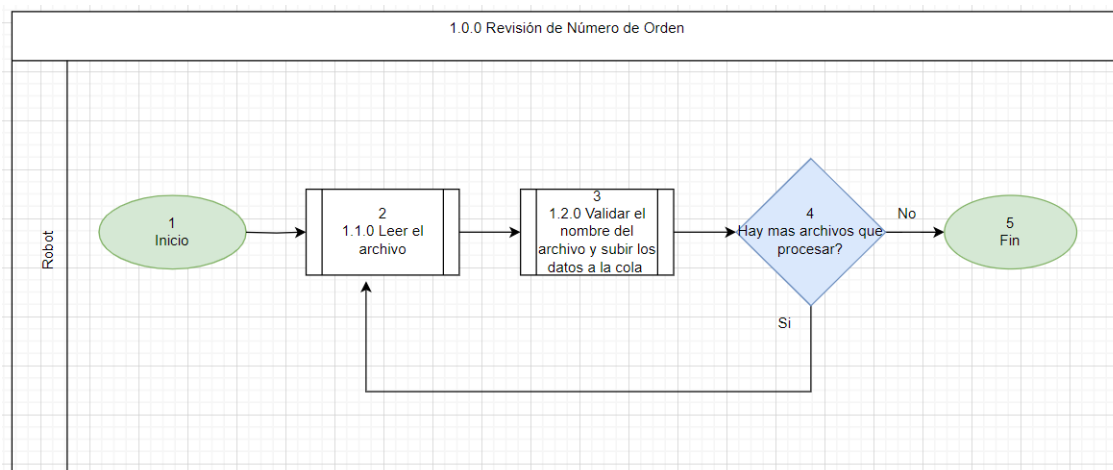 1.0.0 Revisión de Número de Orden
Robot
1
Inicio
2
1.1.0 Leer el
archivo
3
1.2.0 Validar el
nombre del
archivo y subir los
datos a la cola
4
Hay mas archivos que
procesar?
No
Si
5
Fin